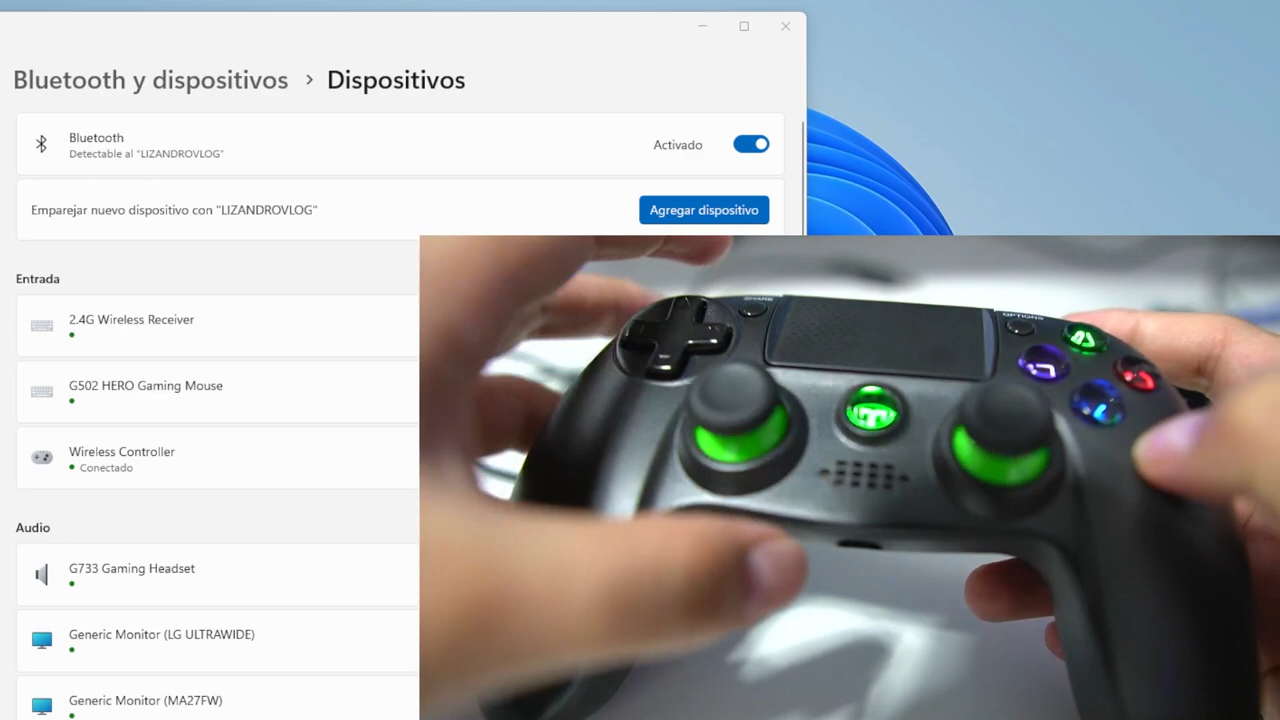 Bluetooth y dispositivos › Dispositivos
Bluetooth
Detectable al "LIZANDROVLOG"
Activado
Emparejar nuevo dispositivo con "LIZANDROVLOG"
Agregar dispositivo
Entrada
2.4G Wireless Receiver
G502 HERO Gaming Mouse
Wireless Controller
Conectado
Audio
G733 Gaming Headset
Generic Monitor (LG ULTRAWIDE)
Generic Monitor (MA27FW)
SHARE
OPTIONS